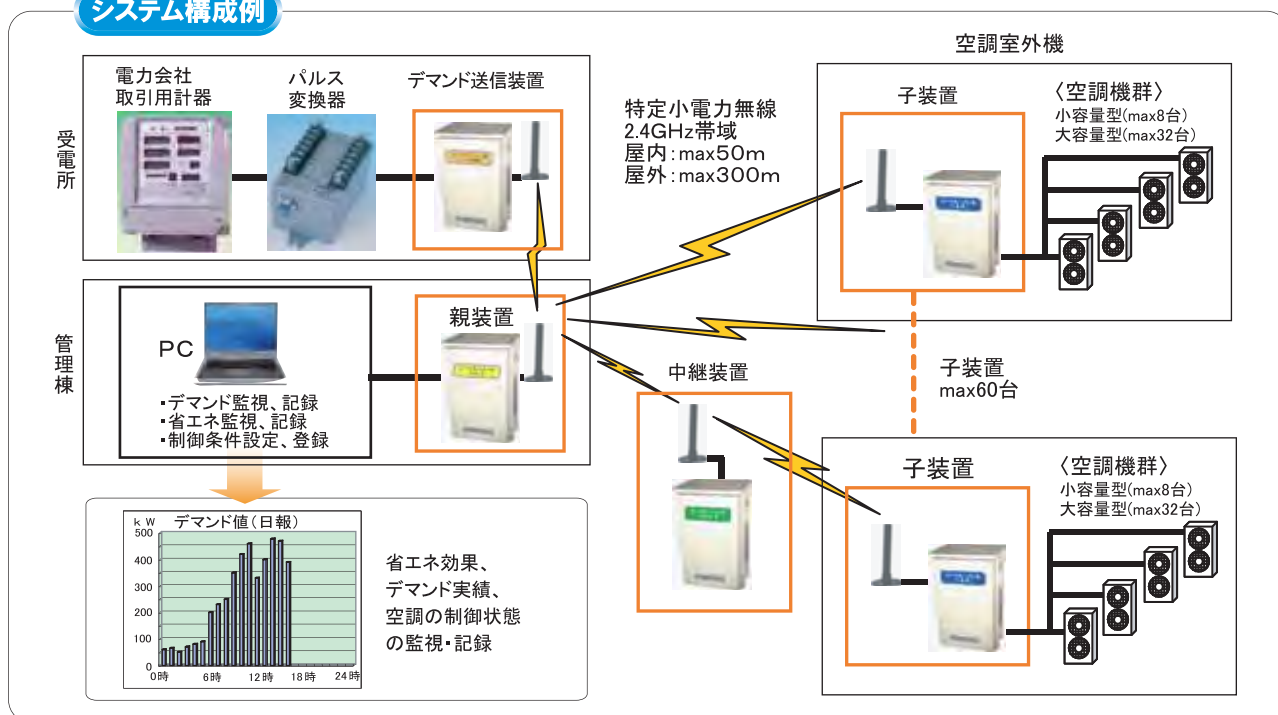 システム構成例
受電所
電力会社
取引用計器
パルス
変換器
デマンド送信装置
特定小電力無線
2.4GHz帯域
屋内:max50m
屋外:max300m
空調室外機
子装置
〈空調機群〉
小容量型(max8台)
大容量型(max32台)
管理棟
PC
・デマンド監視、記録
・省エネ監視、記録
・制御条件設定、登録
親装置
中継装置
子装置
max60台
子装置
〈空調機群〉
小容量型(max8台)
大容量型(max32台)
kW
デマンド値(日報)
500
400
300
200
100
0
0時
6時
12時
18時
24時
省エネ効果、
デマンド実績、
空調の制御状態
の監視・記録